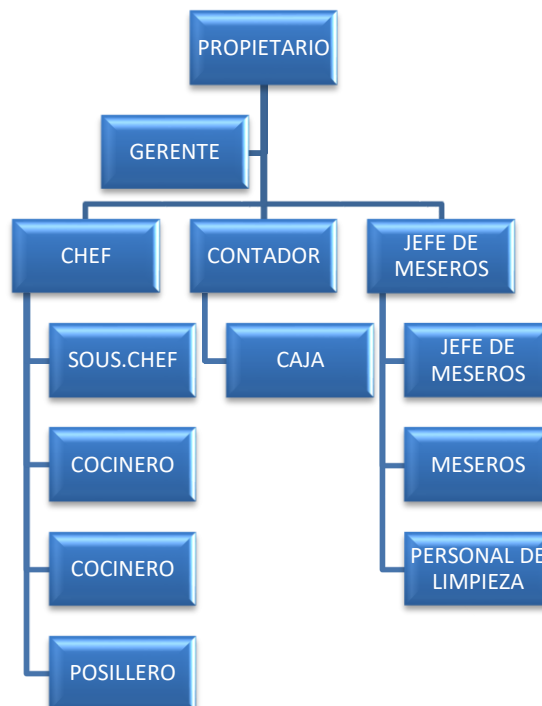 PROPIETARIO
GERENTE
CHEF
CONTADOR
JEFE DE
MESEROS
SOUS.CHEF
CAJA
JEFE DE
MESEROS
COCINERO
MESEROS
COCINERO
PERSONAL DE
LIMPIEZA
POSILLERO